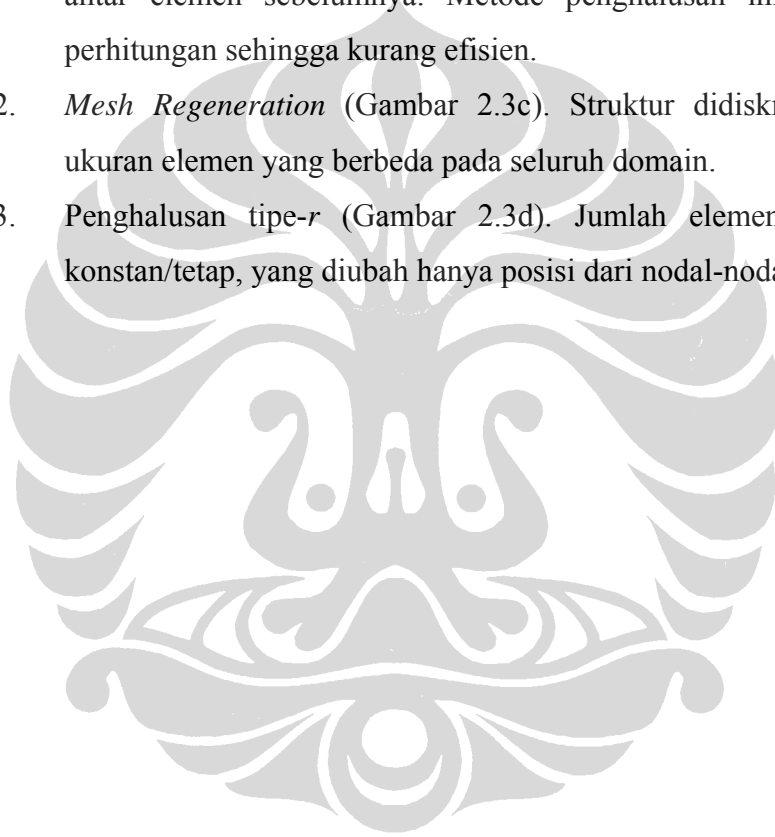 antar elemen sebelumnya. Metode penghalusan
perhitungan sehingga kurang efisien.
2. Mesh Regeneration (Gambar 2.3c). Struktur didiskr
ukuran elemen yang berbeda pada seluruh domain.
3. Penghalusan tipe-r (Gambar 2.3d). Jumlah elemen
konstan/tetap, yang diubah hanya posisi dari nodal-noda